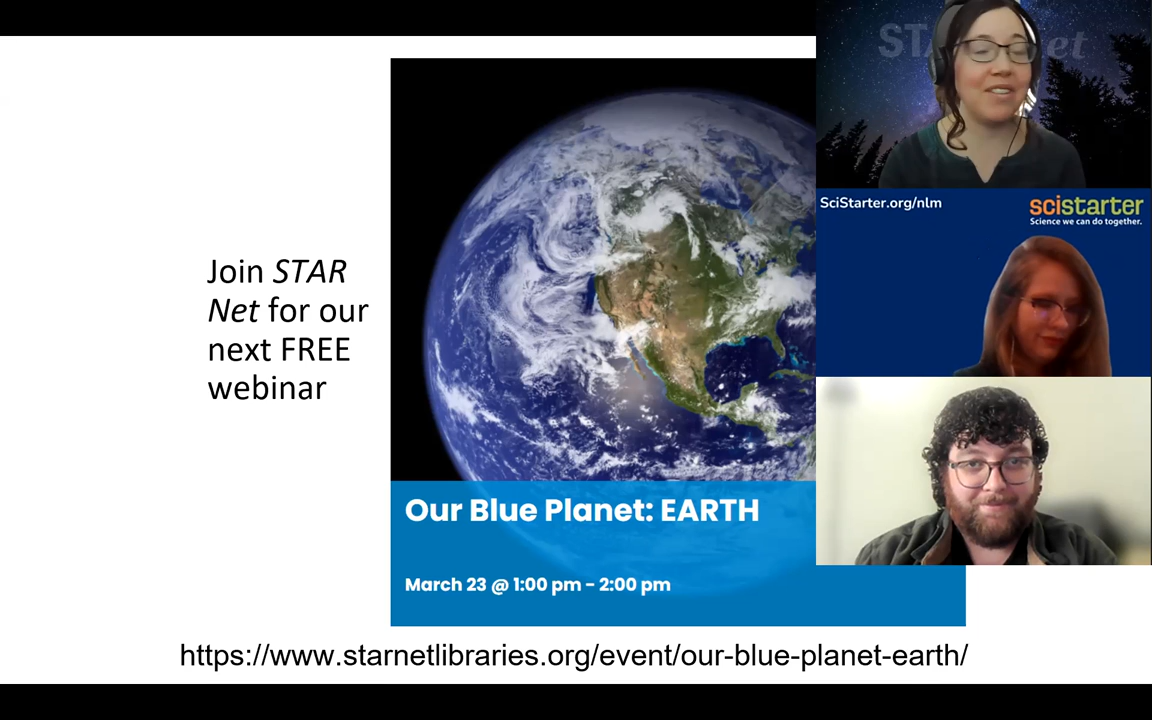 Join STAR
Net for our
next FREE
webinar
Our Blue Planet: EARTH
March 23 @ 1:00 pm - 2:00 pm
https://www.starnetlibraries.org/event/our-blue-planet-earth/
SciStarter.org/nlm
scistarter
Science we can do together.